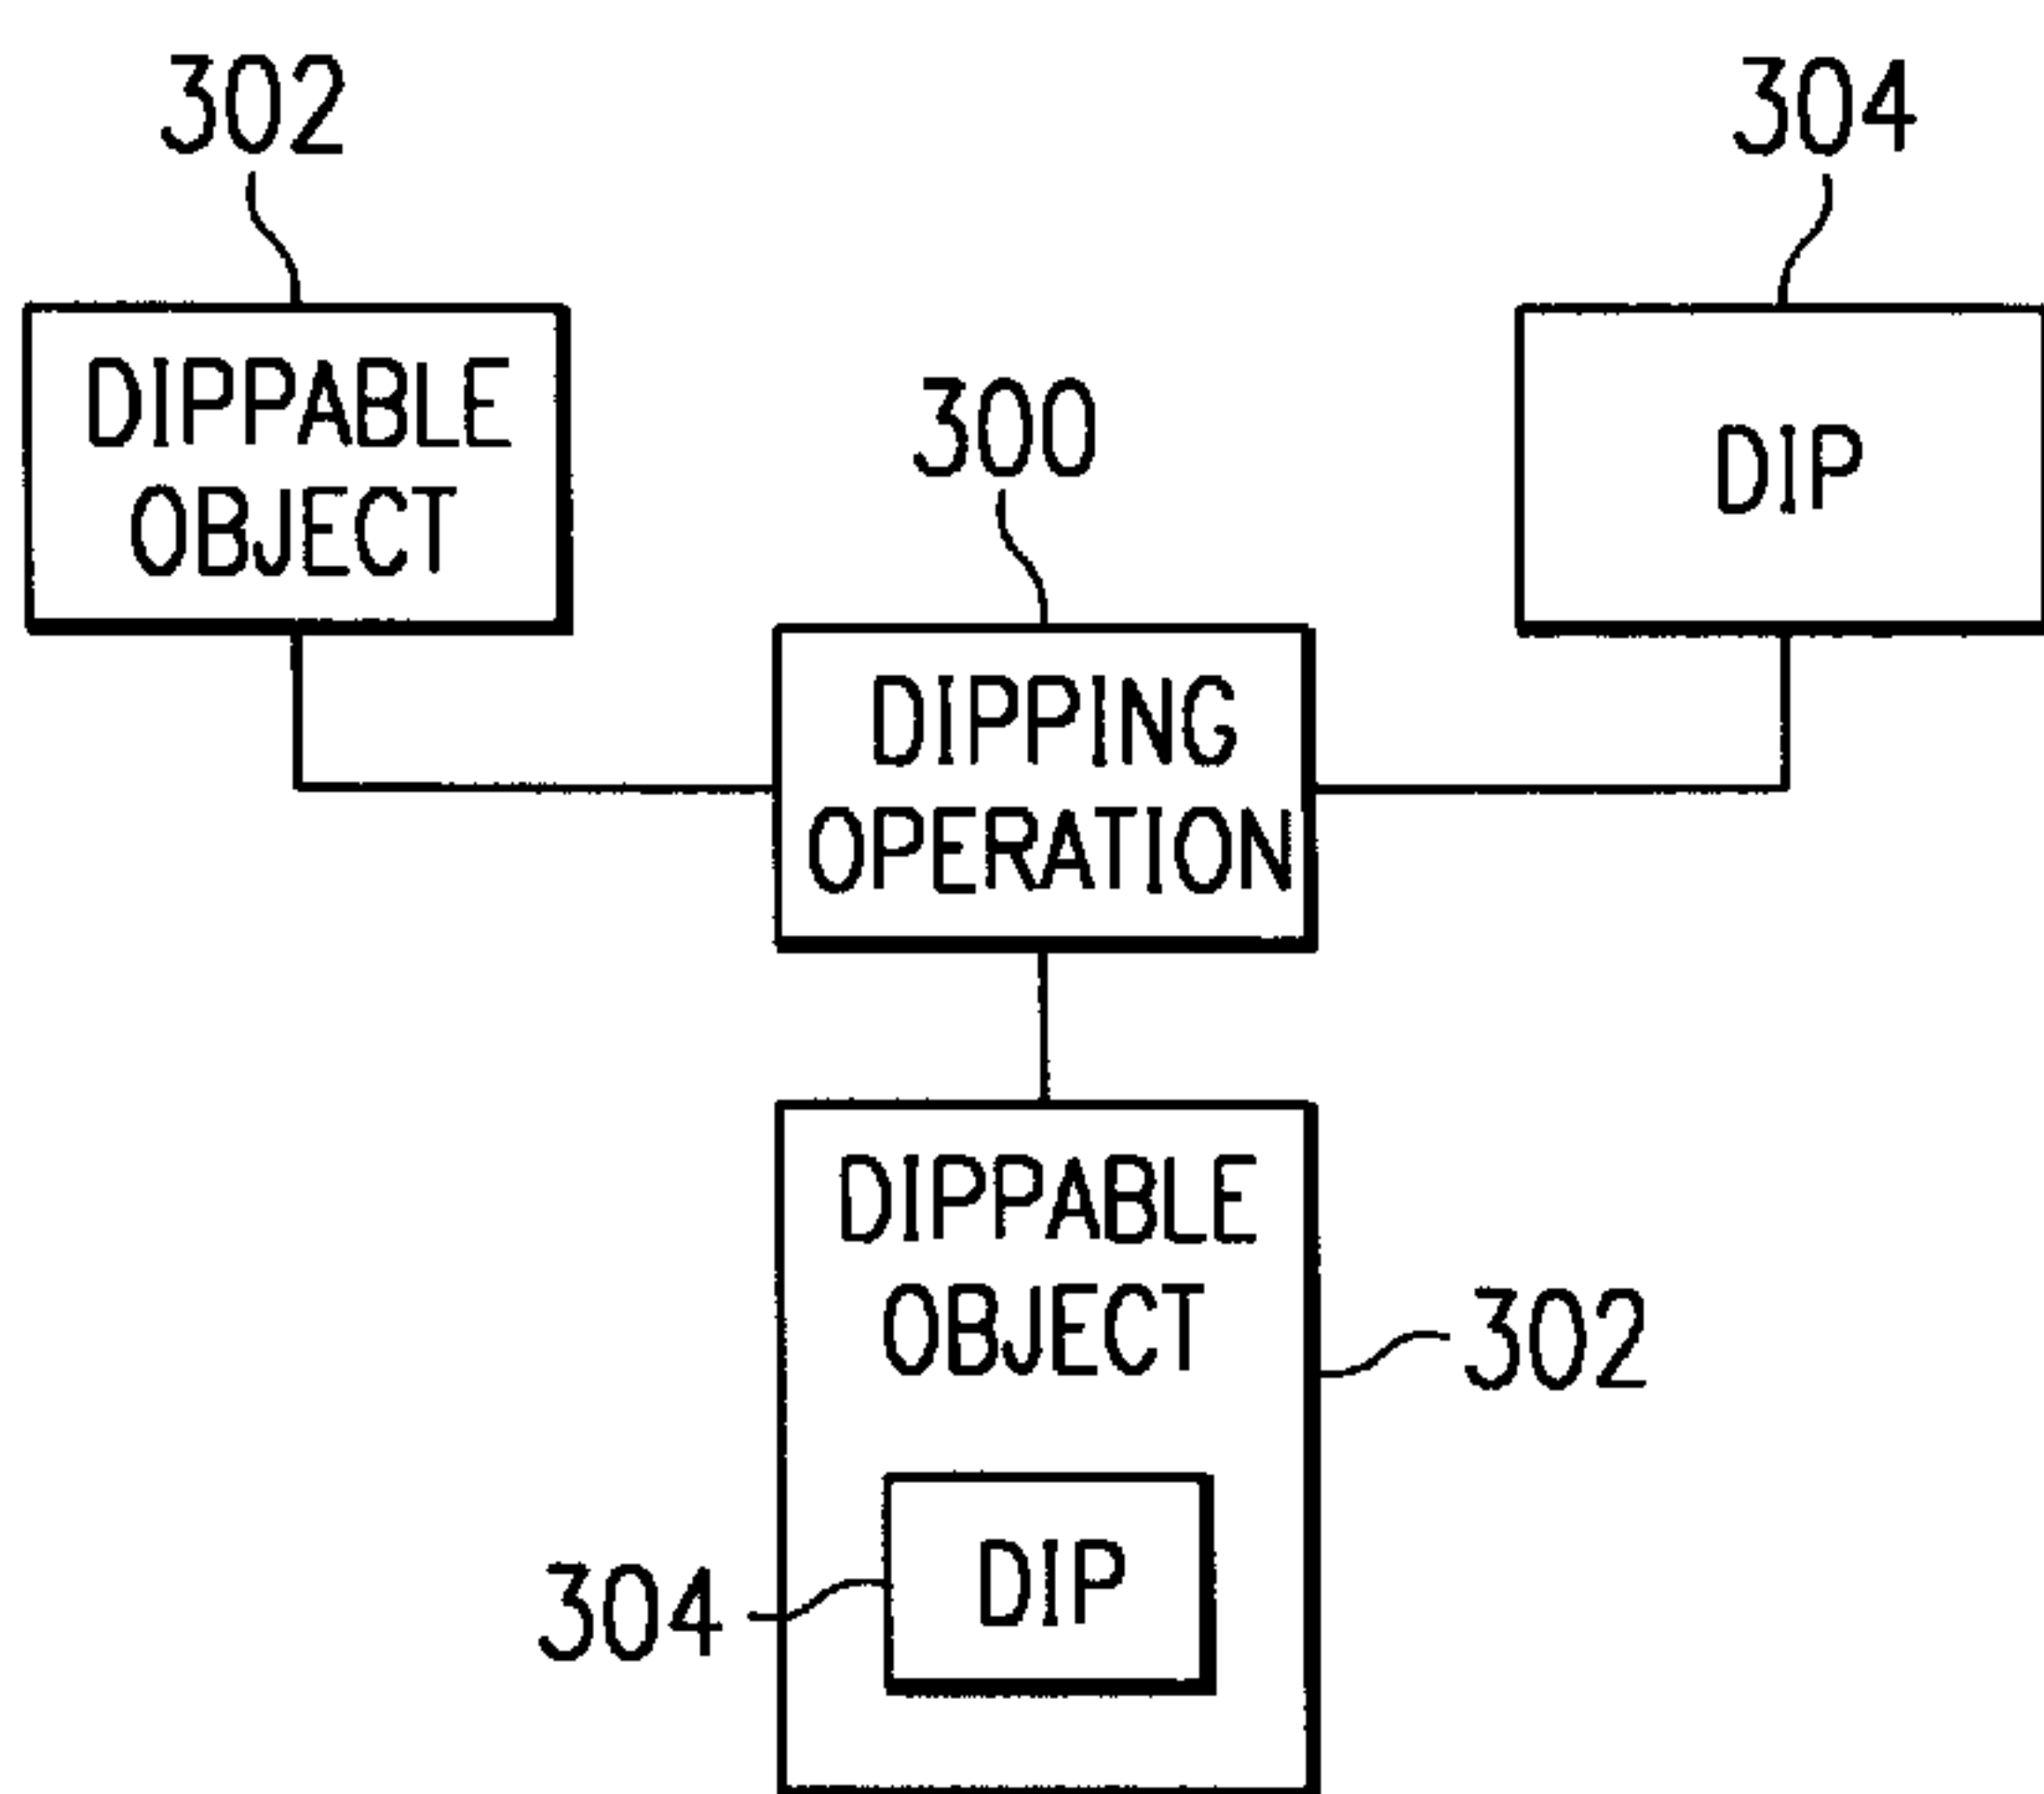 302
304
DIPPABLE
OBJECT
300
DIP
DIPPING
OPERATION
DIPPABLE
OBJECT
302
304
DIP